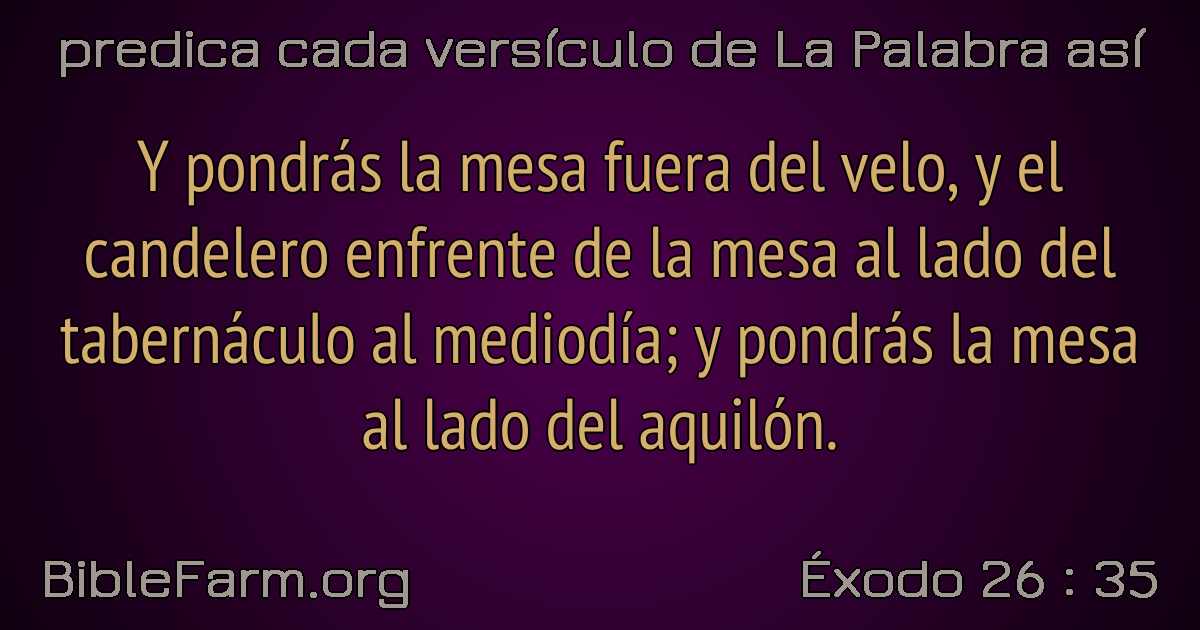 predica cada versículo de La Palabra así
Y pondrás la mesa fuera del velo, y el
candelero enfrente de la mesa al lado del
tabernáculo al mediodía; y pondrás la mesa
al lado del aquilón.
BibleFarm.org
Éxodo 26 : 35